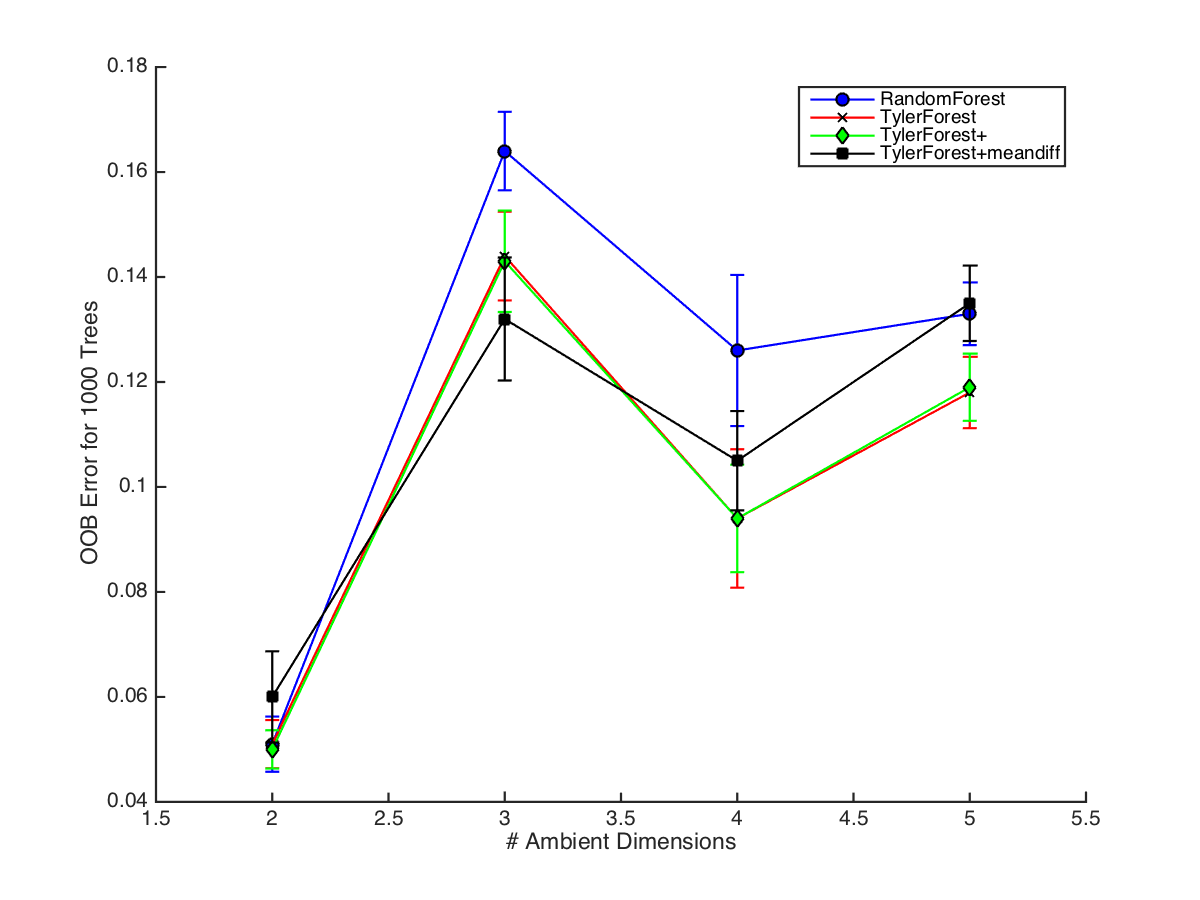 0.18
0.16
0.14
0.12
0.1
0.08
0.06
0.04
OOB Error for 1000 Trees
RandomForest
TylerForest
TylerForest+
TylerForest+meandiff
1.5 2 2.5 3 3.5 4 4.5 5 5.5
# Ambient Dimensions